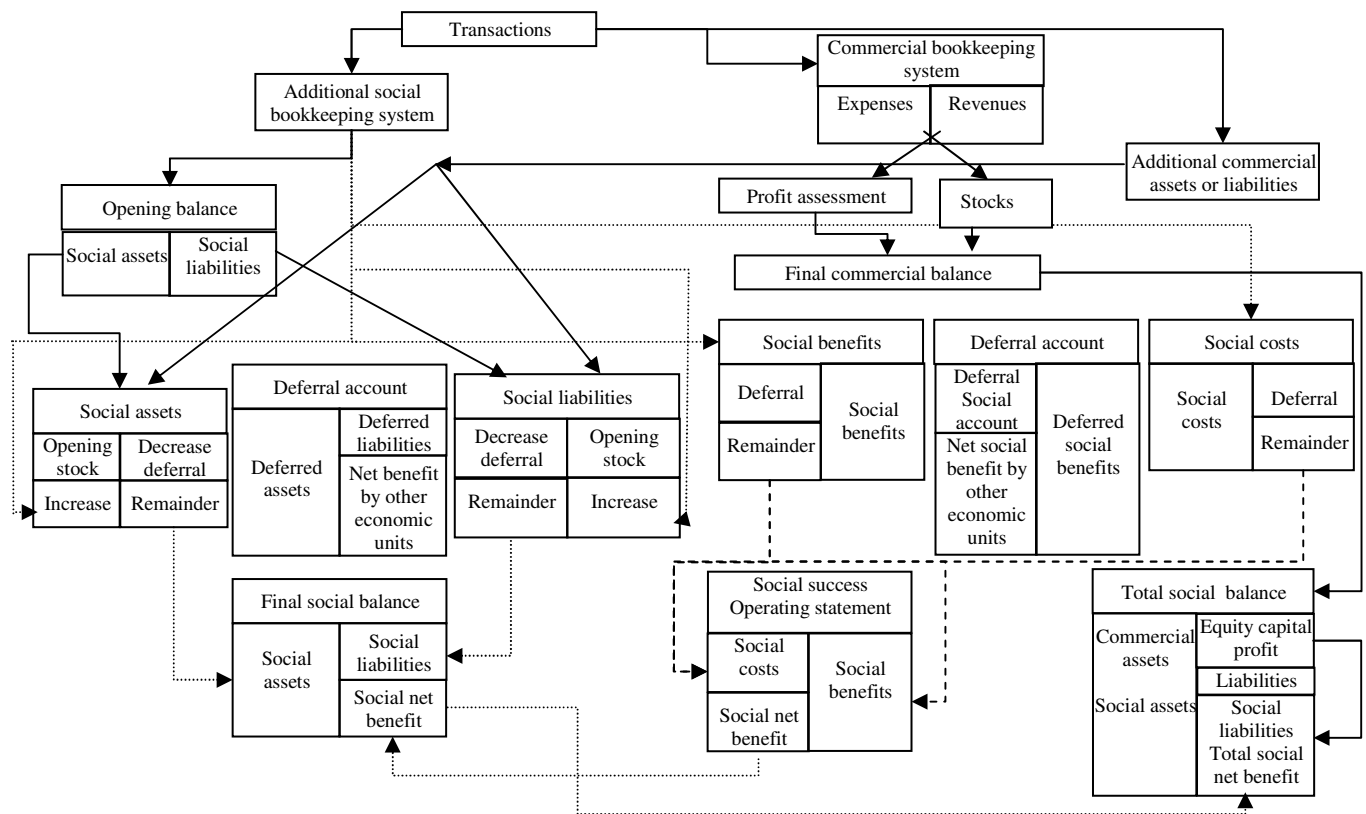 Transactions
Commercial bookkeeping
system
Expenses
Revenues
Additional social
bookkeeping system
Additional commercial
assets or liabilities
Opening balance
Social assets
Social
liabilities
Profit assessment
Stocks
Final commercial balance
Social assets
Opening
stock
Decrease
deferral
Increase
Remainder
Deferral account
Deferred
assets
Deferred
liabilities
Net benefit
by other
economic
units
Social liabilities
Decrease
deferral
Opening
stock
Remainder
Increase
Social benefits
Deferral
Remainder
Social
benefits
Deferral account
Deferral
Social
account
Net social
benefit by
other
economic
units
Deferred
social
benefits
Social costs
Social
costs
Deferral
Remainder
Final social balance
Social
assets
Social
liabilities
Social net
benefit
Social success
Operating statement
Social
costs
Social net
benefit
Social
benefits
Total social balance
Commercial
assets
Social assets
Equity capital
profit
Liabilities
Social
liabilities
Total social
net benefit